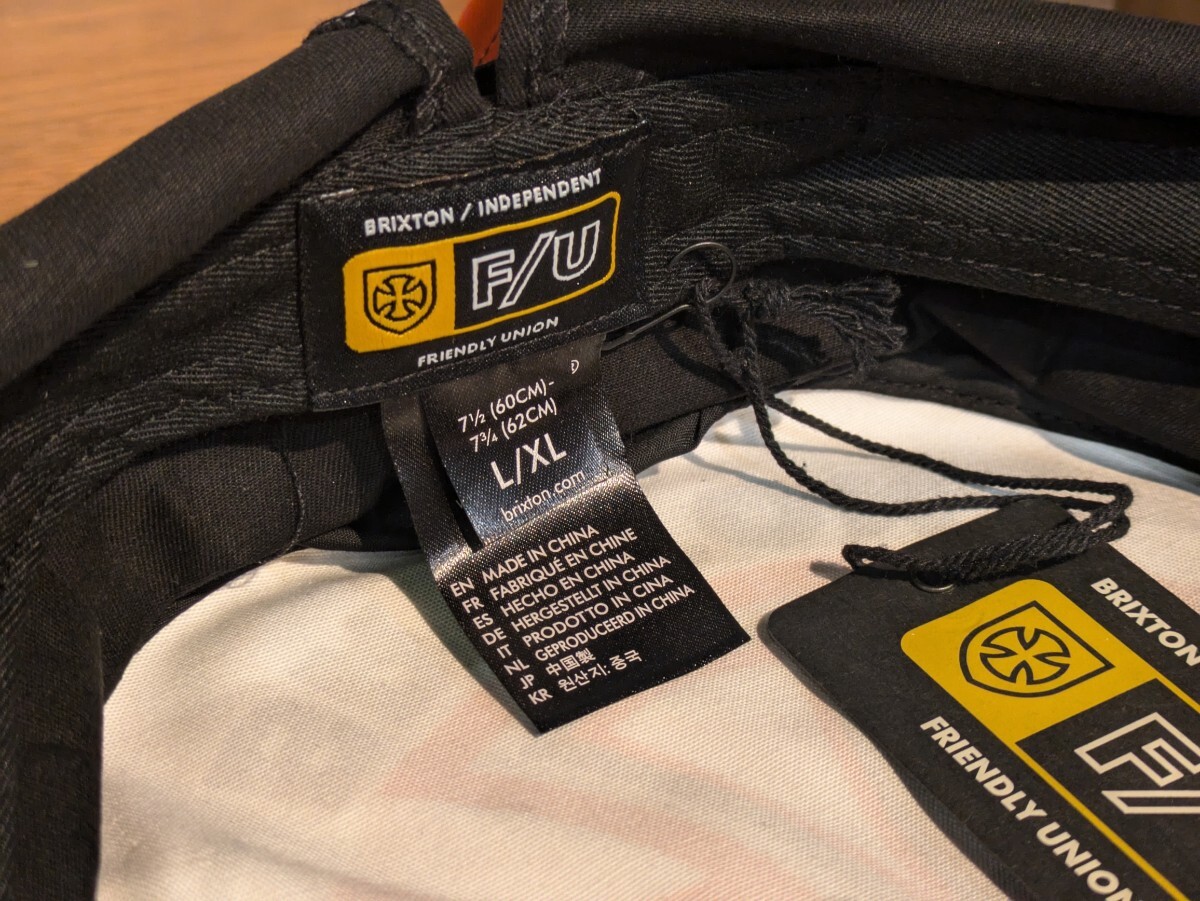 BRIXTON / INDEPENDENT
F/U
FRIENDLY UNION
7½ (60CM)-
7¾ (62CM)
L/XL
brixton.com
D
EN MADE IN CHINA
FR FABRIQUÉ EN CHINE
ES HECHO EN CHINA
DE HERGESTELLT IN CHINA
IT PRODOTTO IN CINA
NL GEPRODUCEERD IN CHINA
JP 中国製
KR 원산지: 중국
BRIXTON
F/
FRIENDLY UNION